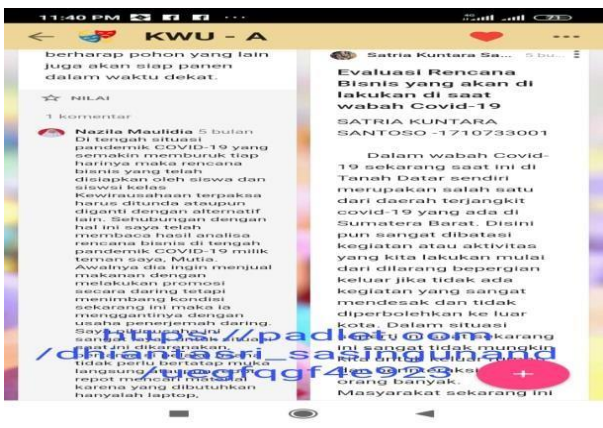 11:40 PM
KWU - A
berharap pohon yang lain
juga akan siap panen
dalam waktu dekat.
NILAI
1 komentar
Nazila Maulidia 5 bulan
Di tengah situasi
pandemik COVID-19 yang
semakin memburuk tiap
harinya maka rencana
bisnis yang telah
disiapkan oleh siswa dan
siswsi kelas
Kewirausahaan terpaksa
harus ditunda ataupun
diganti dengan alternatif
lain. Sehubungan dengan
hal ini saya telah
membaca hasil analisa
rencana bisnis di tengah
pandemik COVID-19 milik
teman saya, Mutia.
Awalnya dia ingin menjual
makanan dengan
melakukan promosi
secara daring tetapi
menimbang kondisi
sekarang ini maka ia
menggantinya dengan
usaha penerjemah daring.
saat ini dikarenakan,
tidak perlu bertatap muka
langsung
repot mencari material
karena yang dibutuhkan
hanyalah laptop,
Satria Kuntara Sa... 5 bu...
Evaluasi Rencana
Bisnis yang akan di
lakukan di saat
wabah Covid-19
SATRIA KUNTARA
SANTOSO -1710733001
Dalam wabah Covid-
19 sekarang saat ini di
Tanah Datar sendiri
merupakan salah satu
dari daerah terjangkit
covid-19 yang ada di
Sumatera Barat. Disini
pun sangat dibatasi
kegiatan atau aktivitas
yang kita lakukan mulai
dari dilarang bepergian
keluar jika tidak ada
kegiatan yang sangat
mendesak dan tidak
diperbolehkan ke luar
kota. Dalam situasi
sekarang
ini sangat tidak mungkin
orang banyak.
Masyarakat sekarang ini
https://padlet.com
/dhiantasri_sasingunand